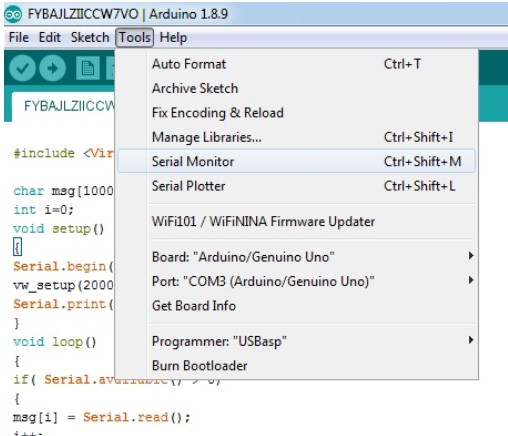 FYBAJLZIICCW7VO | Arduino 1.8.9
File Edit Sketch Tools Help
Auto Format Ctrl+T
Archive Sketch
Fix Encoding & Reload
Manage Libraries... Ctrl+Shift+I
Serial Monitor Ctrl+Shift+M
Serial Plotter Ctrl+Shift+L
WiFi101 / WiFiNINA Firmware Updater
Board: "Arduino/Genuino Uno"
Port: "COM3 (Arduino/Genuino Uno)"
Get Board Info
Programmer: "USBasp"
Burn Bootloader
FYBAJLZIICCW
#include <Vir
char msg[1000
int i=0;
void setup()
{
Serial.begin(
vw_setup(2000
Serial.print(
}
void loop()
{
if( Serial.available() > 0)
{
msg[i] = Serial.read();
i++;